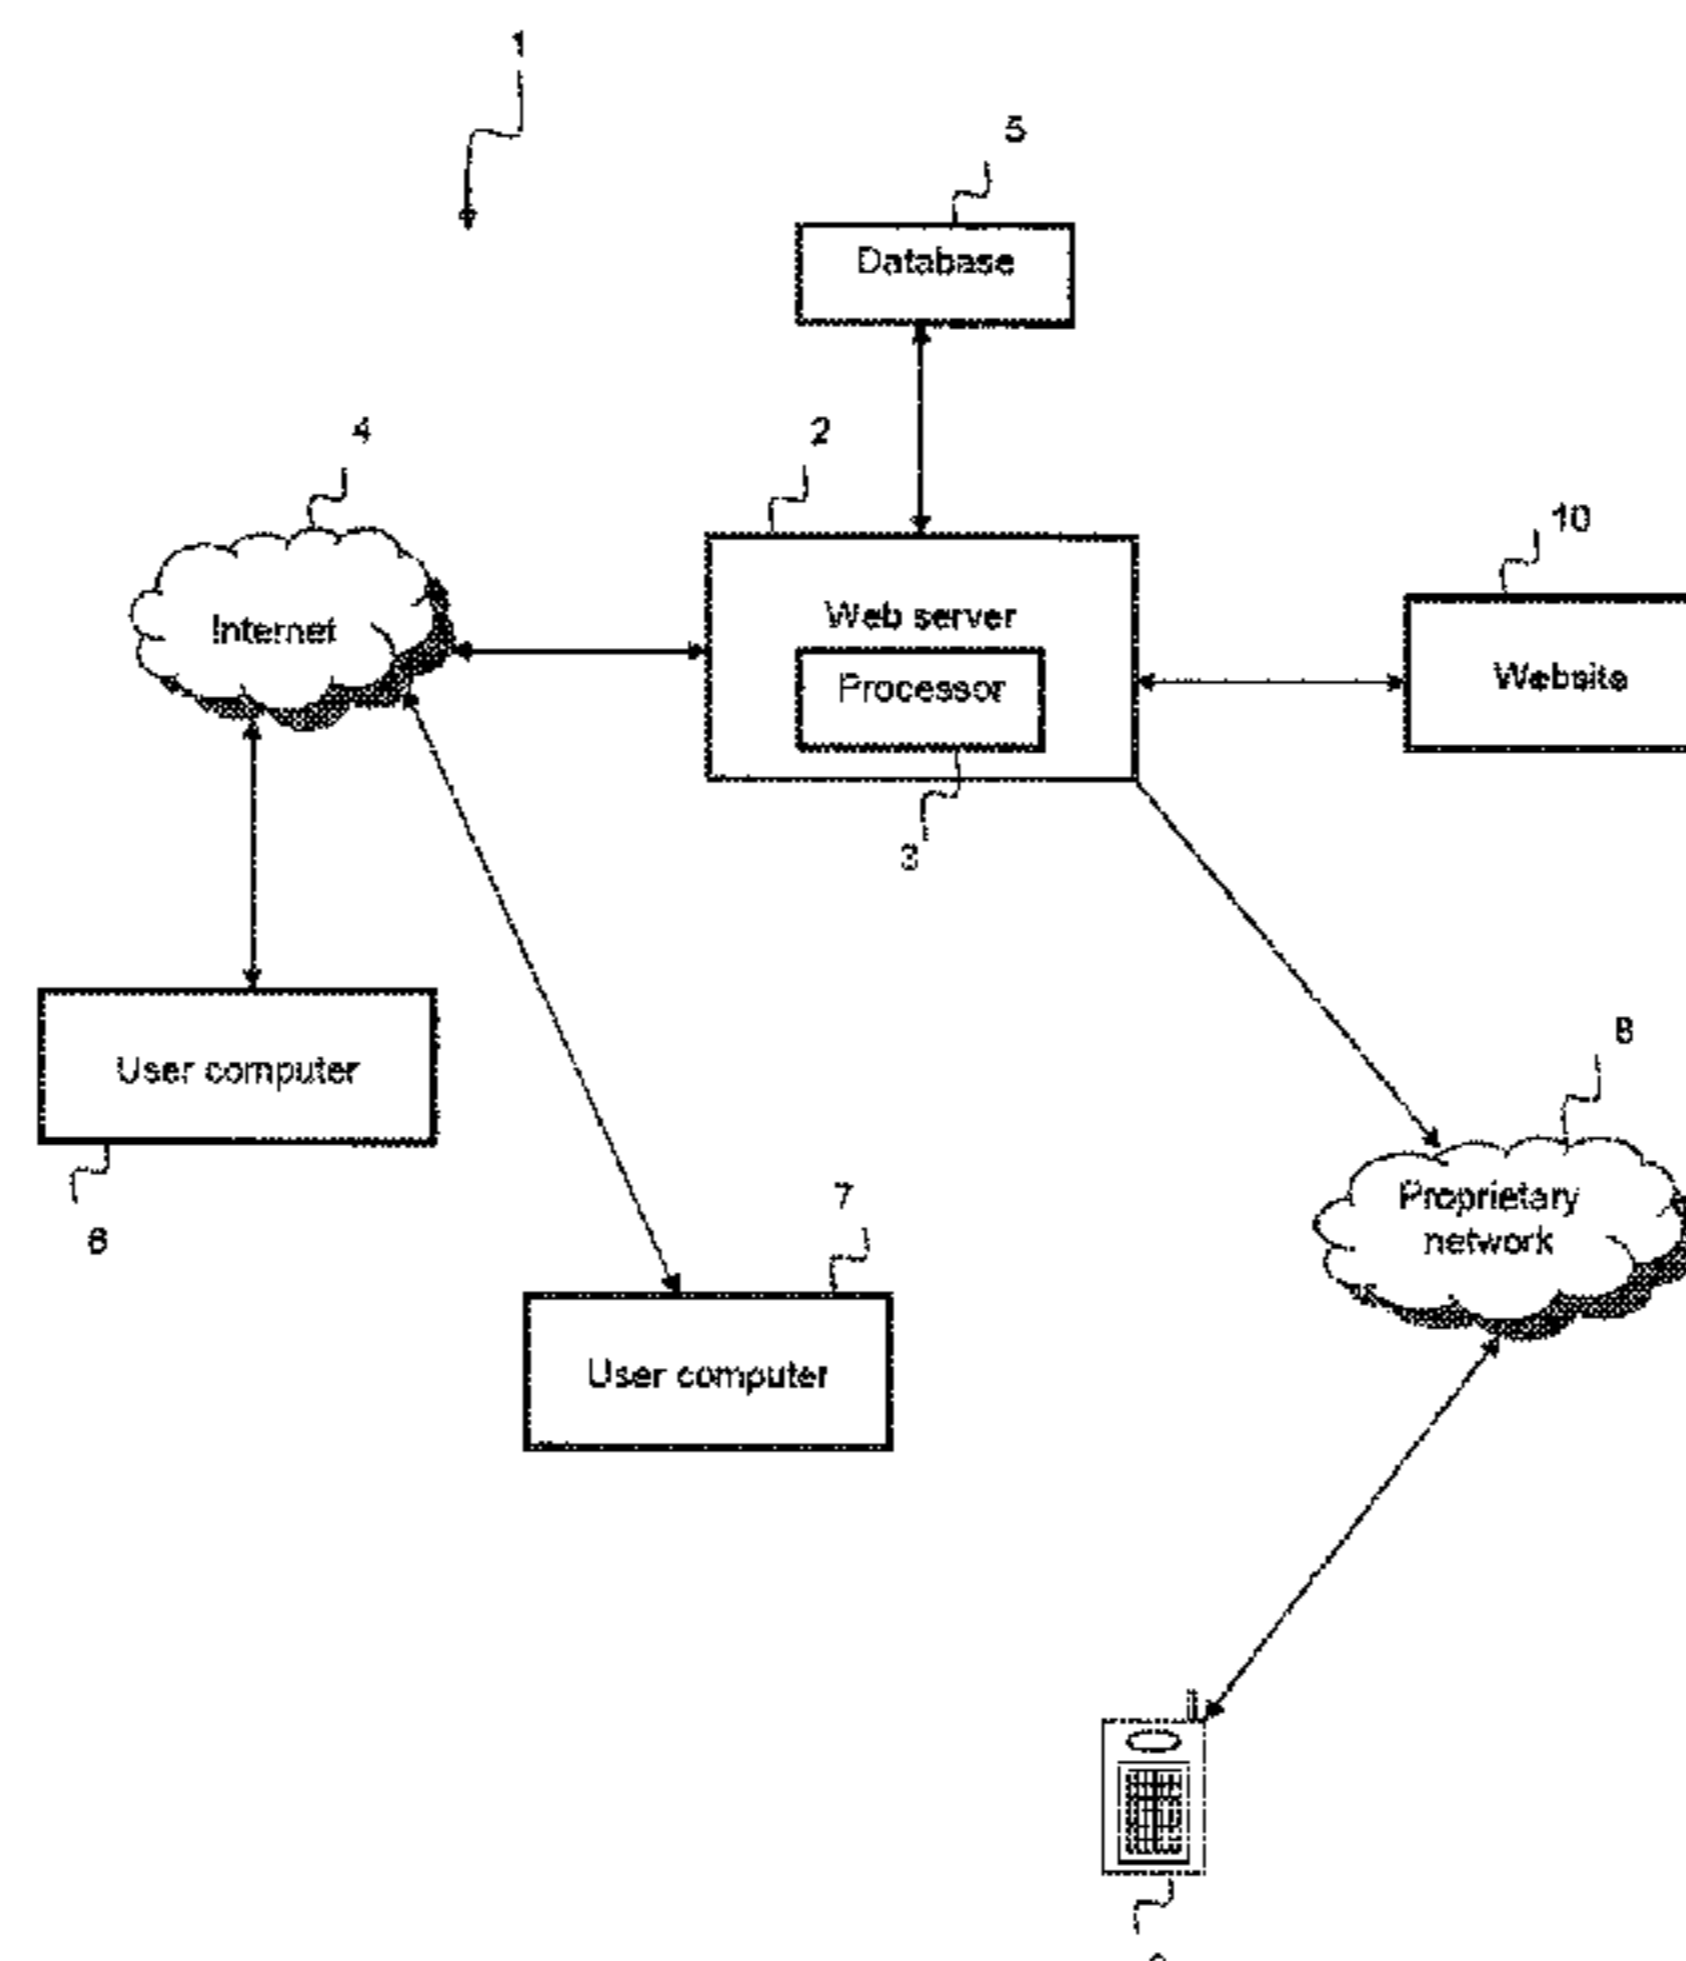 1
5
Database
4
2
10
Internet
Web server
Website
Processor
3
8
User computer
Proprietary
network
6
7
User computer